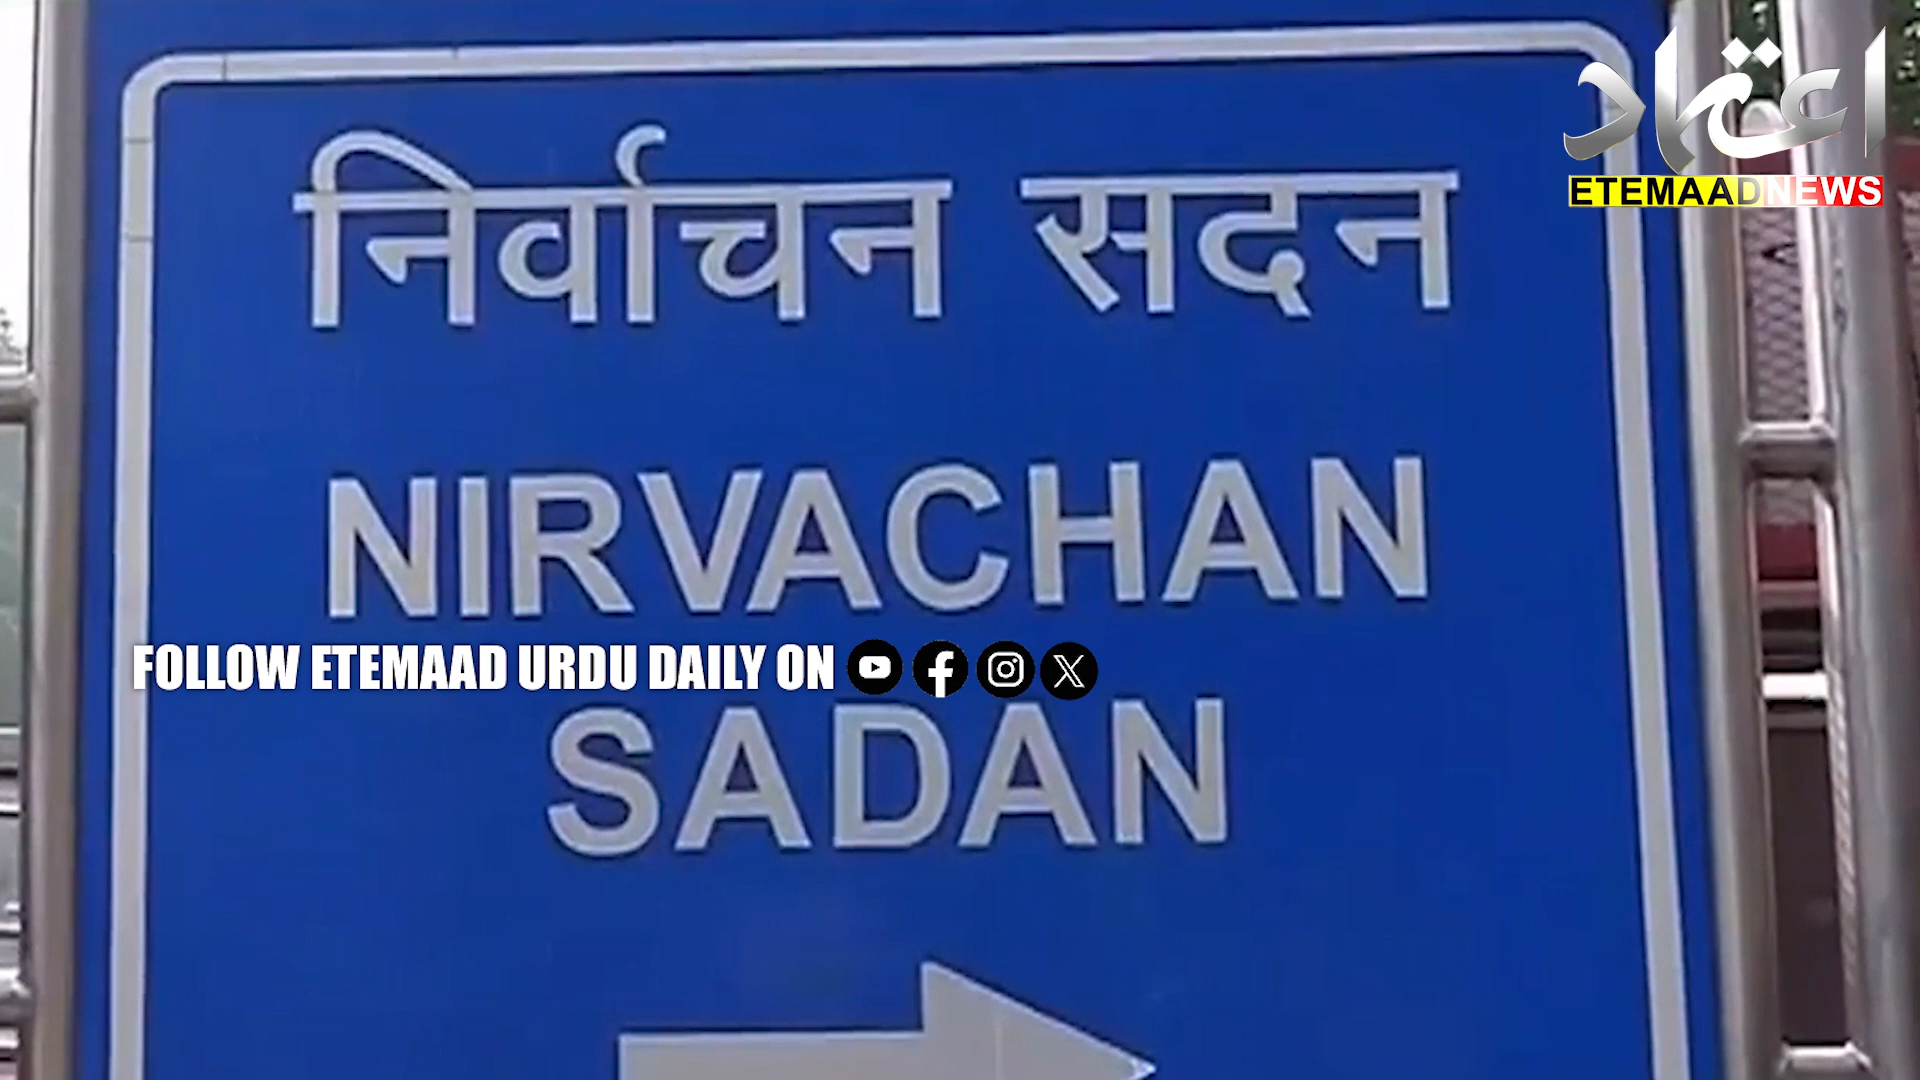 اعتماد
ETEMAADNEWS
निर्वाचन सदन
NIRVACHAN
FOLLOW ETEMAAD URDU DAILY ON
SADAN